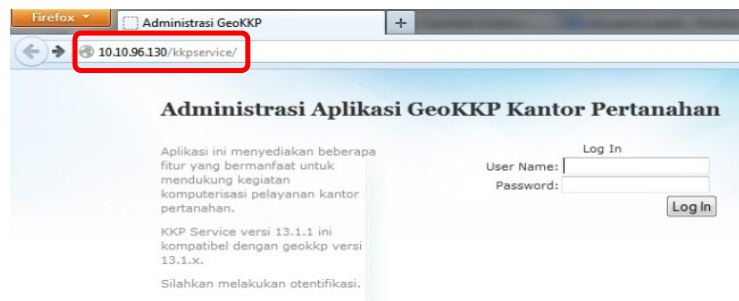 Firefox
Administrasi GeoKKP
+
10.10.96.130/kkpservice/
Administrasi Aplikasi GeoKKP Kantor Pertanahan
Aplikasi ini menyediakan beberapa
fitur yang bermanfaat untuk
mendukung kegiatan
komputerisasi pelayanan kantor
pertanahan.
KKP Service versi 13.1.1 ini
kompatibel dengan geokkp versi
13.1.x.
Silahkan melakukan otentifikasi.
Log In
User Name:
Password:
Log In